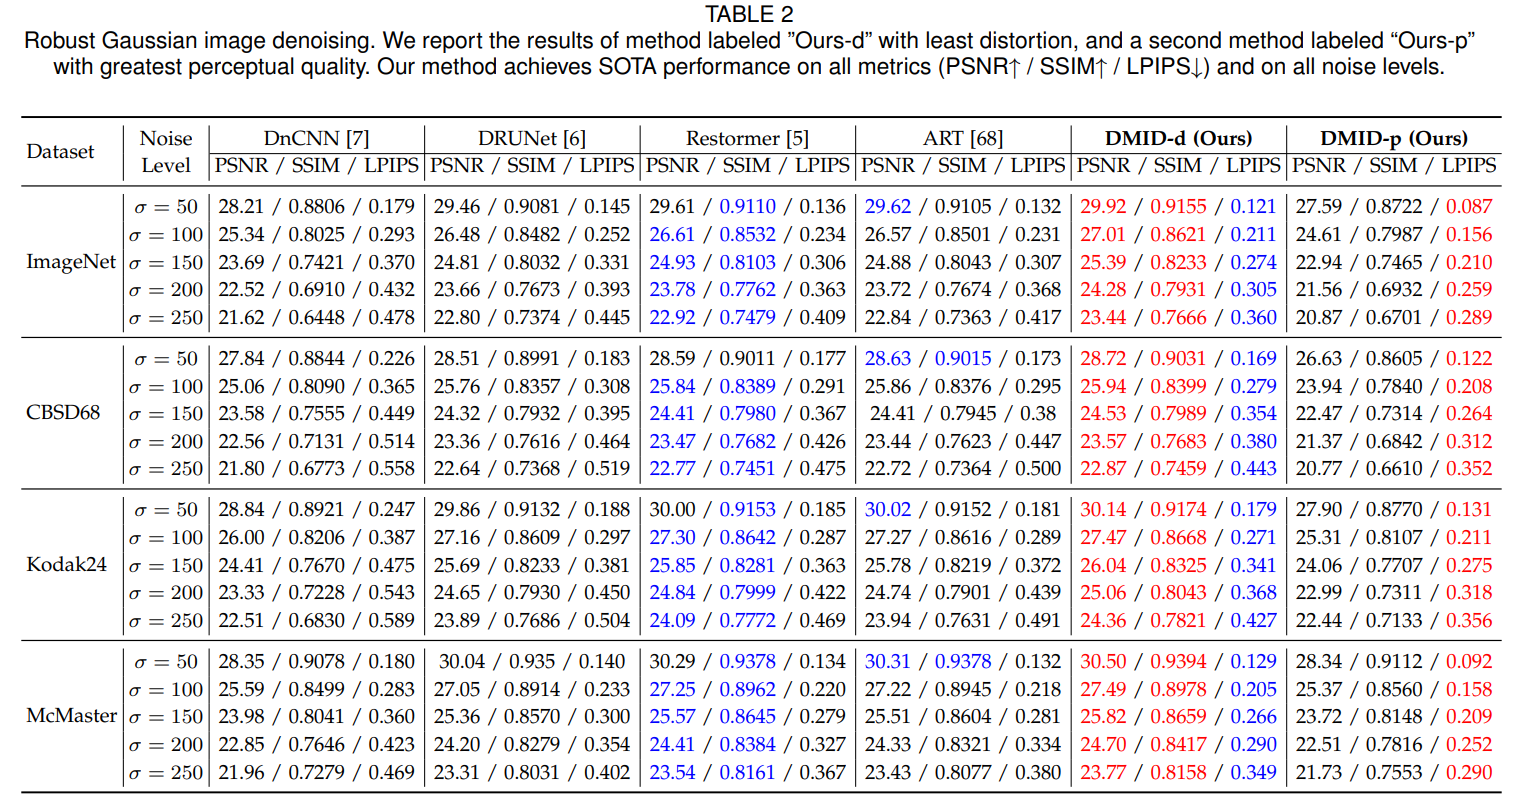 TABLE 2
Robust Gaussian image denoising. We report the results of method labeled ”Ours-d” with least distortion, and a second method labeled “Ours-p”
with greatest perceptual quality. Our method achieves SOTA performance on all metrics (PSNR↑ / SSIM↑ / LPIPS↓) and on all noise levels.
Dataset Noise Level DnCNN [7] DRUNet [6] Restormer [5] ART [68] DMID-d (Ours) DMID-p (Ours)
PSNR / SSIM / LPIPS PSNR / SSIM / LPIPS PSNR / SSIM / LPIPS PSNR / SSIM / LPIPS PSNR / SSIM / LPIPS PSNR / SSIM / LPIPS
ImageNet
σ = 50 28.21 / 0.8806 / 0.179 29.46 / 0.9081 / 0.145 29.61 / 0.9110 / 0.136 29.62 / 0.9105 / 0.132 29.92 / 0.9155 / 0.121 27.59 / 0.8722 / 0.087
σ = 100 25.34 / 0.8025 / 0.293 26.48 / 0.8482 / 0.252 26.61 / 0.8532 / 0.234 26.57 / 0.8501 / 0.231 27.01 / 0.8621 / 0.211 24.61 / 0.7987 / 0.156
σ = 150 23.69 / 0.7421 / 0.370 24.81 / 0.8032 / 0.331 24.93 / 0.8103 / 0.306 24.88 / 0.8043 / 0.307 25.39 / 0.8233 / 0.274 22.94 / 0.7465 / 0.210
σ = 200 22.52 / 0.6910 / 0.432 23.66 / 0.7673 / 0.393 23.78 / 0.7762 / 0.363 23.72 / 0.7674 / 0.368 24.28 / 0.7931 / 0.305 21.56 / 0.6932 / 0.259
σ = 250 21.62 / 0.6448 / 0.478 22.80 / 0.7374 / 0.445 22.92 / 0.7479 / 0.409 22.84 / 0.7363 / 0.417 23.44 / 0.7666 / 0.360 20.87 / 0.6701 / 0.289
CBSD68
σ = 50 27.84 / 0.8844 / 0.226 28.51 / 0.8991 / 0.183 28.59 / 0.9011 / 0.177 28.63 / 0.9015 / 0.173 28.72 / 0.9031 / 0.169 26.63 / 0.8605 / 0.122
σ = 100 25.06 / 0.8090 / 0.365 25.76 / 0.8357 / 0.308 25.84 / 0.8389 / 0.291 25.86 / 0.8376 / 0.295 25.94 / 0.8399 / 0.279 23.94 / 0.7840 / 0.208
σ = 150 23.58 / 0.7555 / 0.449 24.32 / 0.7932 / 0.395 24.41 / 0.7980 / 0.367 24.41 / 0.7945 / 0.38 24.53 / 0.7989 / 0.354 22.47 / 0.7314 / 0.264
σ = 200 22.56 / 0.7131 / 0.514 23.36 / 0.7616 / 0.464 23.47 / 0.7682 / 0.426 23.44 / 0.7623 / 0.447 23.57 / 0.7683 / 0.380 21.37 / 0.6842 / 0.312
σ = 250 21.80 / 0.6773 / 0.558 22.64 / 0.7368 / 0.519 22.77 / 0.7451 / 0.475 22.72 / 0.7364 / 0.500 22.87 / 0.7459 / 0.443 20.77 / 0.6610 / 0.352
Kodak24
σ = 50 28.84 / 0.8921 / 0.247 29.86 / 0.9132 / 0.188 30.00 / 0.9153 / 0.185 30.02 / 0.9152 / 0.181 30.14 / 0.9174 / 0.179 27.90 / 0.8770 / 0.131
σ = 100 26.00 / 0.8206 / 0.387 27.16 / 0.8609 / 0.297 27.30 / 0.8642 / 0.287 27.27 / 0.8616 / 0.289 27.47 / 0.8668 / 0.271 25.31 / 0.8107 / 0.211
σ = 150 24.41 / 0.7670 / 0.475 25.69 / 0.8233 / 0.381 25.85 / 0.8281 / 0.363 25.78 / 0.8219 / 0.372 26.04 / 0.8325 / 0.341 24.06 / 0.7707 / 0.275
σ = 200 23.33 / 0.7228 / 0.543 24.65 / 0.7930 / 0.450 24.84 / 0.7999 / 0.422 24.74 / 0.7901 / 0.439 25.06 / 0.8043 / 0.368 22.99 / 0.7311 / 0.318
σ = 250 22.51 / 0.6830 / 0.589 23.89 / 0.7686 / 0.504 24.09 / 0.7772 / 0.469 23.94 / 0.7631 / 0.491 24.36 / 0.7821 / 0.427 22.44 / 0.7133 / 0.356
McMaster
σ = 50 28.35 / 0.9078 / 0.180 30.04 / 0.935 / 0.140 30.29 / 0.9378 / 0.134 30.31 / 0.9378 / 0.132 30.50 / 0.9394 / 0.129 28.34 / 0.9112 / 0.092
σ = 100 25.59 / 0.8499 / 0.283 27.05 / 0.8914 / 0.233 27.25 / 0.8962 / 0.220 27.22 / 0.8945 / 0.218 27.49 / 0.8978 / 0.205 25.37 / 0.8560 / 0.158
σ = 150 23.98 / 0.8041 / 0.360 25.36 / 0.8570 / 0.300 25.57 / 0.8645 / 0.279 25.51 / 0.8604 / 0.281 25.82 / 0.8659 / 0.266 23.72 / 0.8148 / 0.209
σ = 200 22.85 / 0.7646 / 0.423 24.20 / 0.8279 / 0.354 24.41 / 0.8384 / 0.327 24.33 / 0.8321 / 0.334 24.70 / 0.8417 / 0.290 22.51 / 0.7816 / 0.252
σ = 250 21.96 / 0.7279 / 0.469 23.31 / 0.8031 / 0.402 23.54 / 0.8161 / 0.367 23.43 / 0.8077 / 0.380 23.77 / 0.8158 / 0.349 21.73 / 0.7553 / 0.290